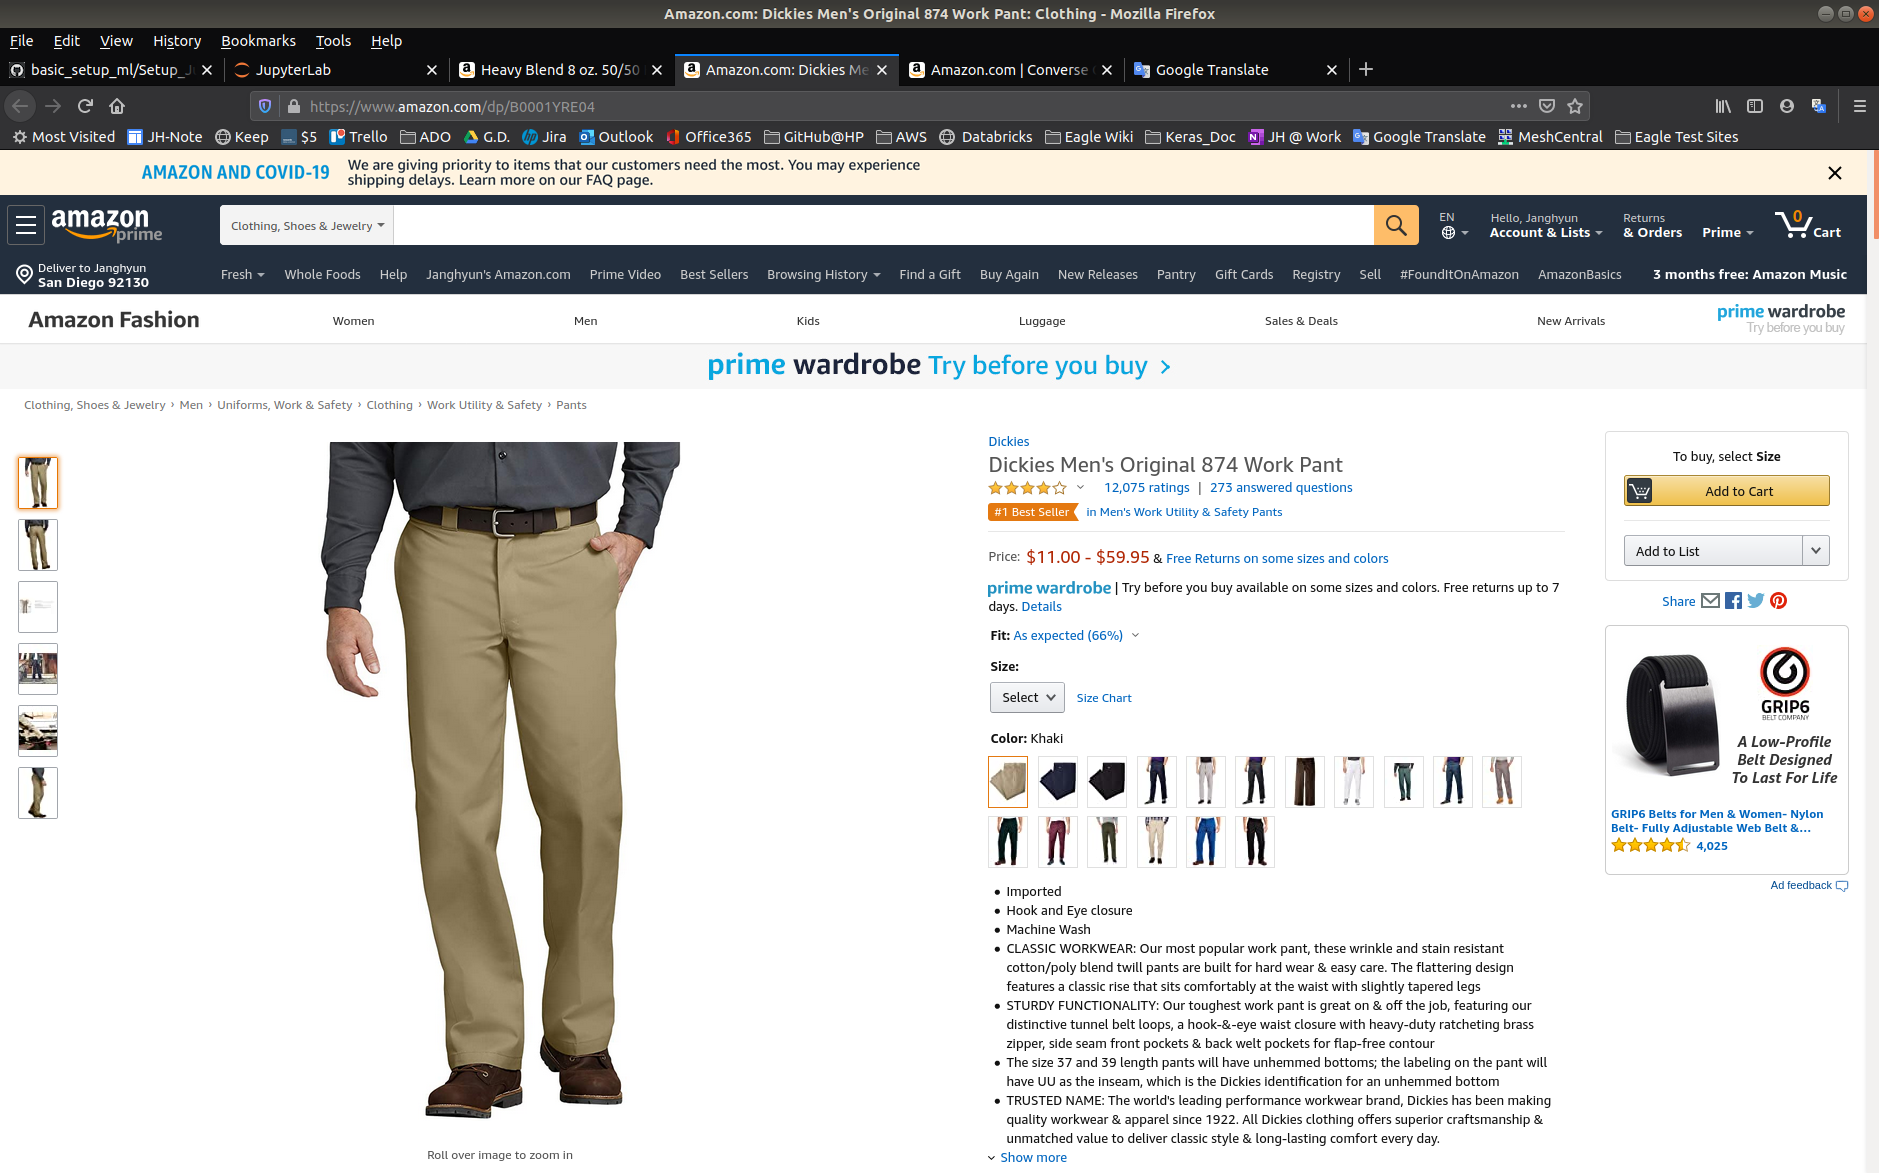 Amazon.com: Dickies Men's Original 874 Work Pant: Clothing - Mozilla Firefox
File Edit View History Bookmarks Tools Help
basic_setup_ml/Setup_J
JupyterLab
Heavy Blend 8 oz. 50/50
Amazon.com: Dickies Me
Amazon.com | Converse
Google Translate
https://www.amazon.com/dp/B0001YRE04
Most Visited JH-Note Keep $5 Trello ADO G.D. Jira Outlook Office365 GitHub@HP AWS Databricks Eagle Wiki Keras_Doc JH @ Work Google Translate MeshCentral Eagle Test Sites
AMAZON AND COVID-19
We are giving priority to items that our customers need the most. You may experience
shipping delays. Learn more on our FAQ page.
amazon
prime
Clothing, Shoes & Jewelry
EN
Hello, Janghyun
Account & Lists
Returns
& Orders
Prime
0
Cart
Deliver to Janghyun
San Diego 92130
Fresh Whole Foods Help Janghyun's Amazon.com Prime Video Best Sellers Browsing History Find a Gift Buy Again New Releases Pantry Gift Cards Registry Sell #FoundItOnAmazon AmazonBasics
3 months free: Amazon Music
Amazon Fashion
Women Men Kids Luggage Sales & Deals New Arrivals
prime wardrobe
Try before you buy
prime wardrobe Try before you buy ›
Clothing, Shoes & Jewelry › Men › Uniforms, Work & Safety › Clothing › Work Utility & Safety › Pants
Roll over image to zoom in
Dickies
Dickies Men's Original 874 Work Pant
12,075 ratings | 273 answered questions
#1 Best Seller in Men's Work Utility & Safety Pants
Price: $11.00 - $59.95 & Free Returns on some sizes and colors
prime wardrobe | Try before you buy available on some sizes and colors. Free returns up to 7
days. Details
Fit: As expected (66%)
Size:
Select
Size Chart
Color: Khaki
• Imported
• Hook and Eye closure
• Machine Wash
• CLASSIC WORKWEAR: Our most popular work pant, these wrinkle and stain resistant
cotton/poly blend twill pants are built for hard wear & easy care. The flattering design
features a classic rise that sits comfortably at the waist with slightly tapered legs
• STURDY FUNCTIONALITY: Our toughest work pant is great on & off the job, featuring our
distinctive tunnel belt loops, a hook-&-eye waist closure with heavy-duty ratcheting brass
zipper, side seam front pockets & back welt pockets for flap-free contour
• The size 37 and 39 length pants will have unhemmed bottoms; the labeling on the pant will
have UU as the inseam, which is the Dickies identification for an unhemmed bottom
• TRUSTED NAME: The world's leading performance workwear brand, Dickies has been making
quality workwear & apparel since 1922. All Dickies clothing offers superior craftsmanship &
unmatched value to deliver classic style & long-lasting comfort every day.
Show more
To buy, select Size
Add to Cart
Add to List
Share
GRIP6
BELT COMPANY
A Low-Profile
Belt Designed
To Last For Life
GRIP6 Belts for Men & Women- Nylon
Belt- Fully Adjustable Web Belt &...
4,025
Ad feedback